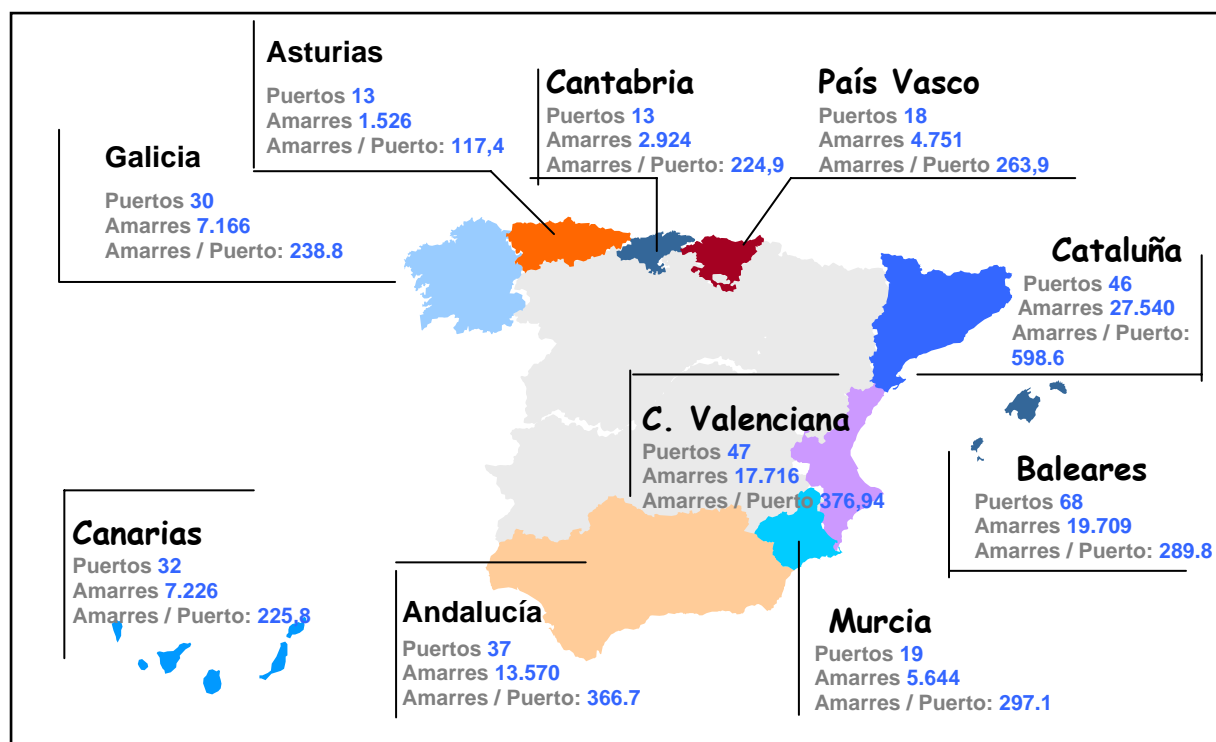 Asturias
Puertos 13
Amarres 1.526
Amarres / Puerto: 117,4
Cantabria
Puertos 13
Amarres 2.924
Amarres / Puerto: 224,9
País Vasco
Puertos 18
Amarres 4.751
Amarres / Puerto 263,9
Galicia
Puertos 30
Amarres 7.166
Amarres / Puerto: 238.8
Cataluña
Puertos 46
Amarres 27.540
Amarres / Puerto:
598.6
C. Valenciana
Puertos 47
Amarres 17.716
Amarres / Puerto 376,94
Baleares
Puertos 68
Amarres 19.709
Amarres / Puerto: 289.8
Canarias
Puertos 32
Amarres 7.226
Amarres / Puerto: 225,8
Andalucía
Puertos 37
Amarres 13.570
Amarres / Puerto: 366.7
Murcia
Puertos 19
Amarres 5.644
Amarres / Puerto: 297.1